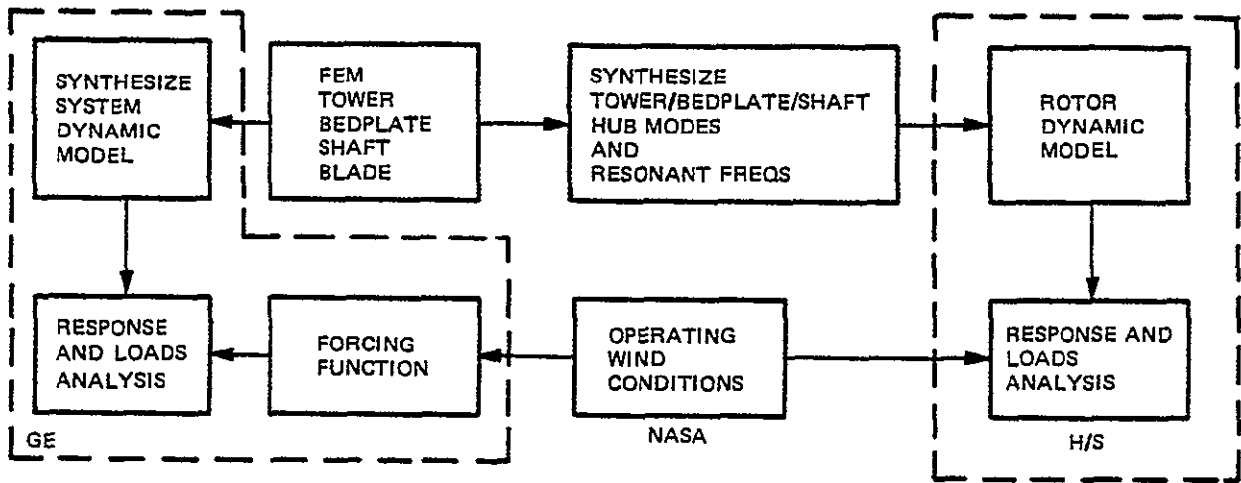 SYNTHESIZE
SYSTEM
DYNAMIC
MODEL
FEM
TOWER
BEDPLATE
SHAFT
BLADE
SYNTHESIZE
TOWER/BEDPLATE/SHAFT
HUB MODES
AND
RESONANT FREQS
ROTOR
DYNAMIC
MODEL
RESPONSE
AND LOADS
ANALYSIS
FORCING
FUNCTION
OPERATING
WIND
CONDITIONS
RESPONSE AND
LOADS
ANALYSIS
GE
NASA
H/S